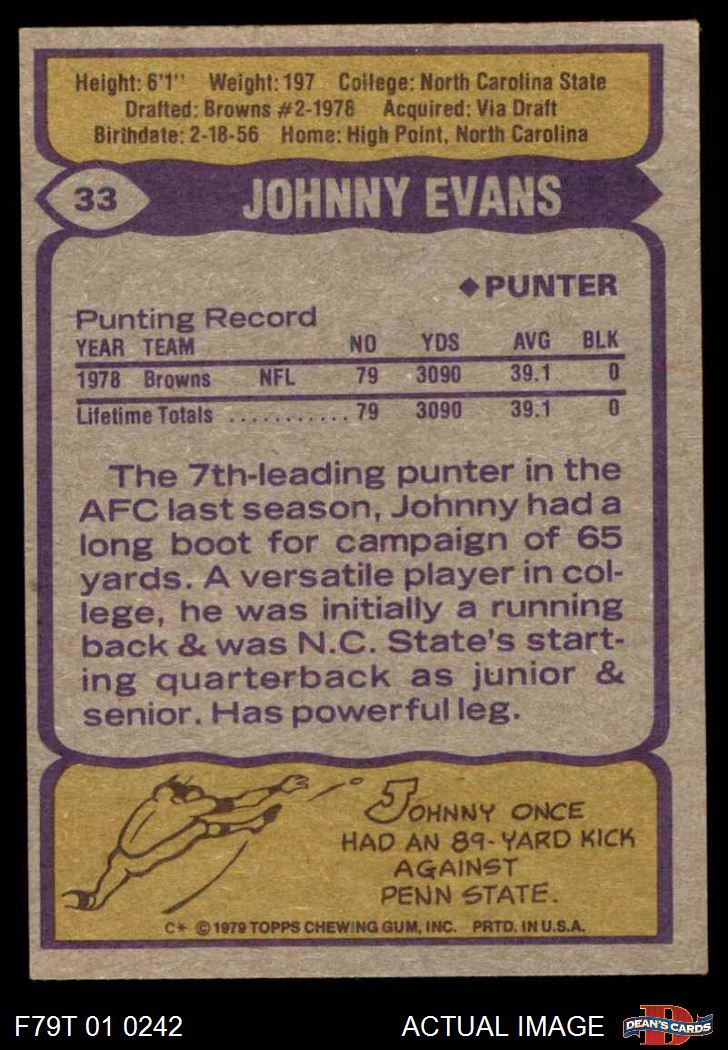 Height: 6'1" Weight: 197 College: North Carolina State
Drafted: Browns #2-1978 Acquired: Via Draft
Birthdate: 2-18-56 Home: High Point, North Carolina
33 JOHNNY EVANS
◆ PUNTER
Punting Record
YEAR TEAM NO YDS AVG BLK
1978 Browns NFL 79 3090 39.1 0
Lifetime Totals ........... 79 3090 39.1 0
The 7th-leading punter in the
AFC last season, Johnny had a
long boot for campaign of 65
yards. A versatile player in col-
lege, he was initially a running
back & was N.C. State's start-
ing quarterback as junior &
senior. Has powerful leg.
JOHNNY ONCE
HAD AN 89-YARD KICK
AGAINST
PENN STATE.
C* © 1979 TOPPS CHEWING GUM, INC. PRTD. IN U.S.A.
F79T 01 0242 ACTUAL IMAGE D DEAN'S CARDS